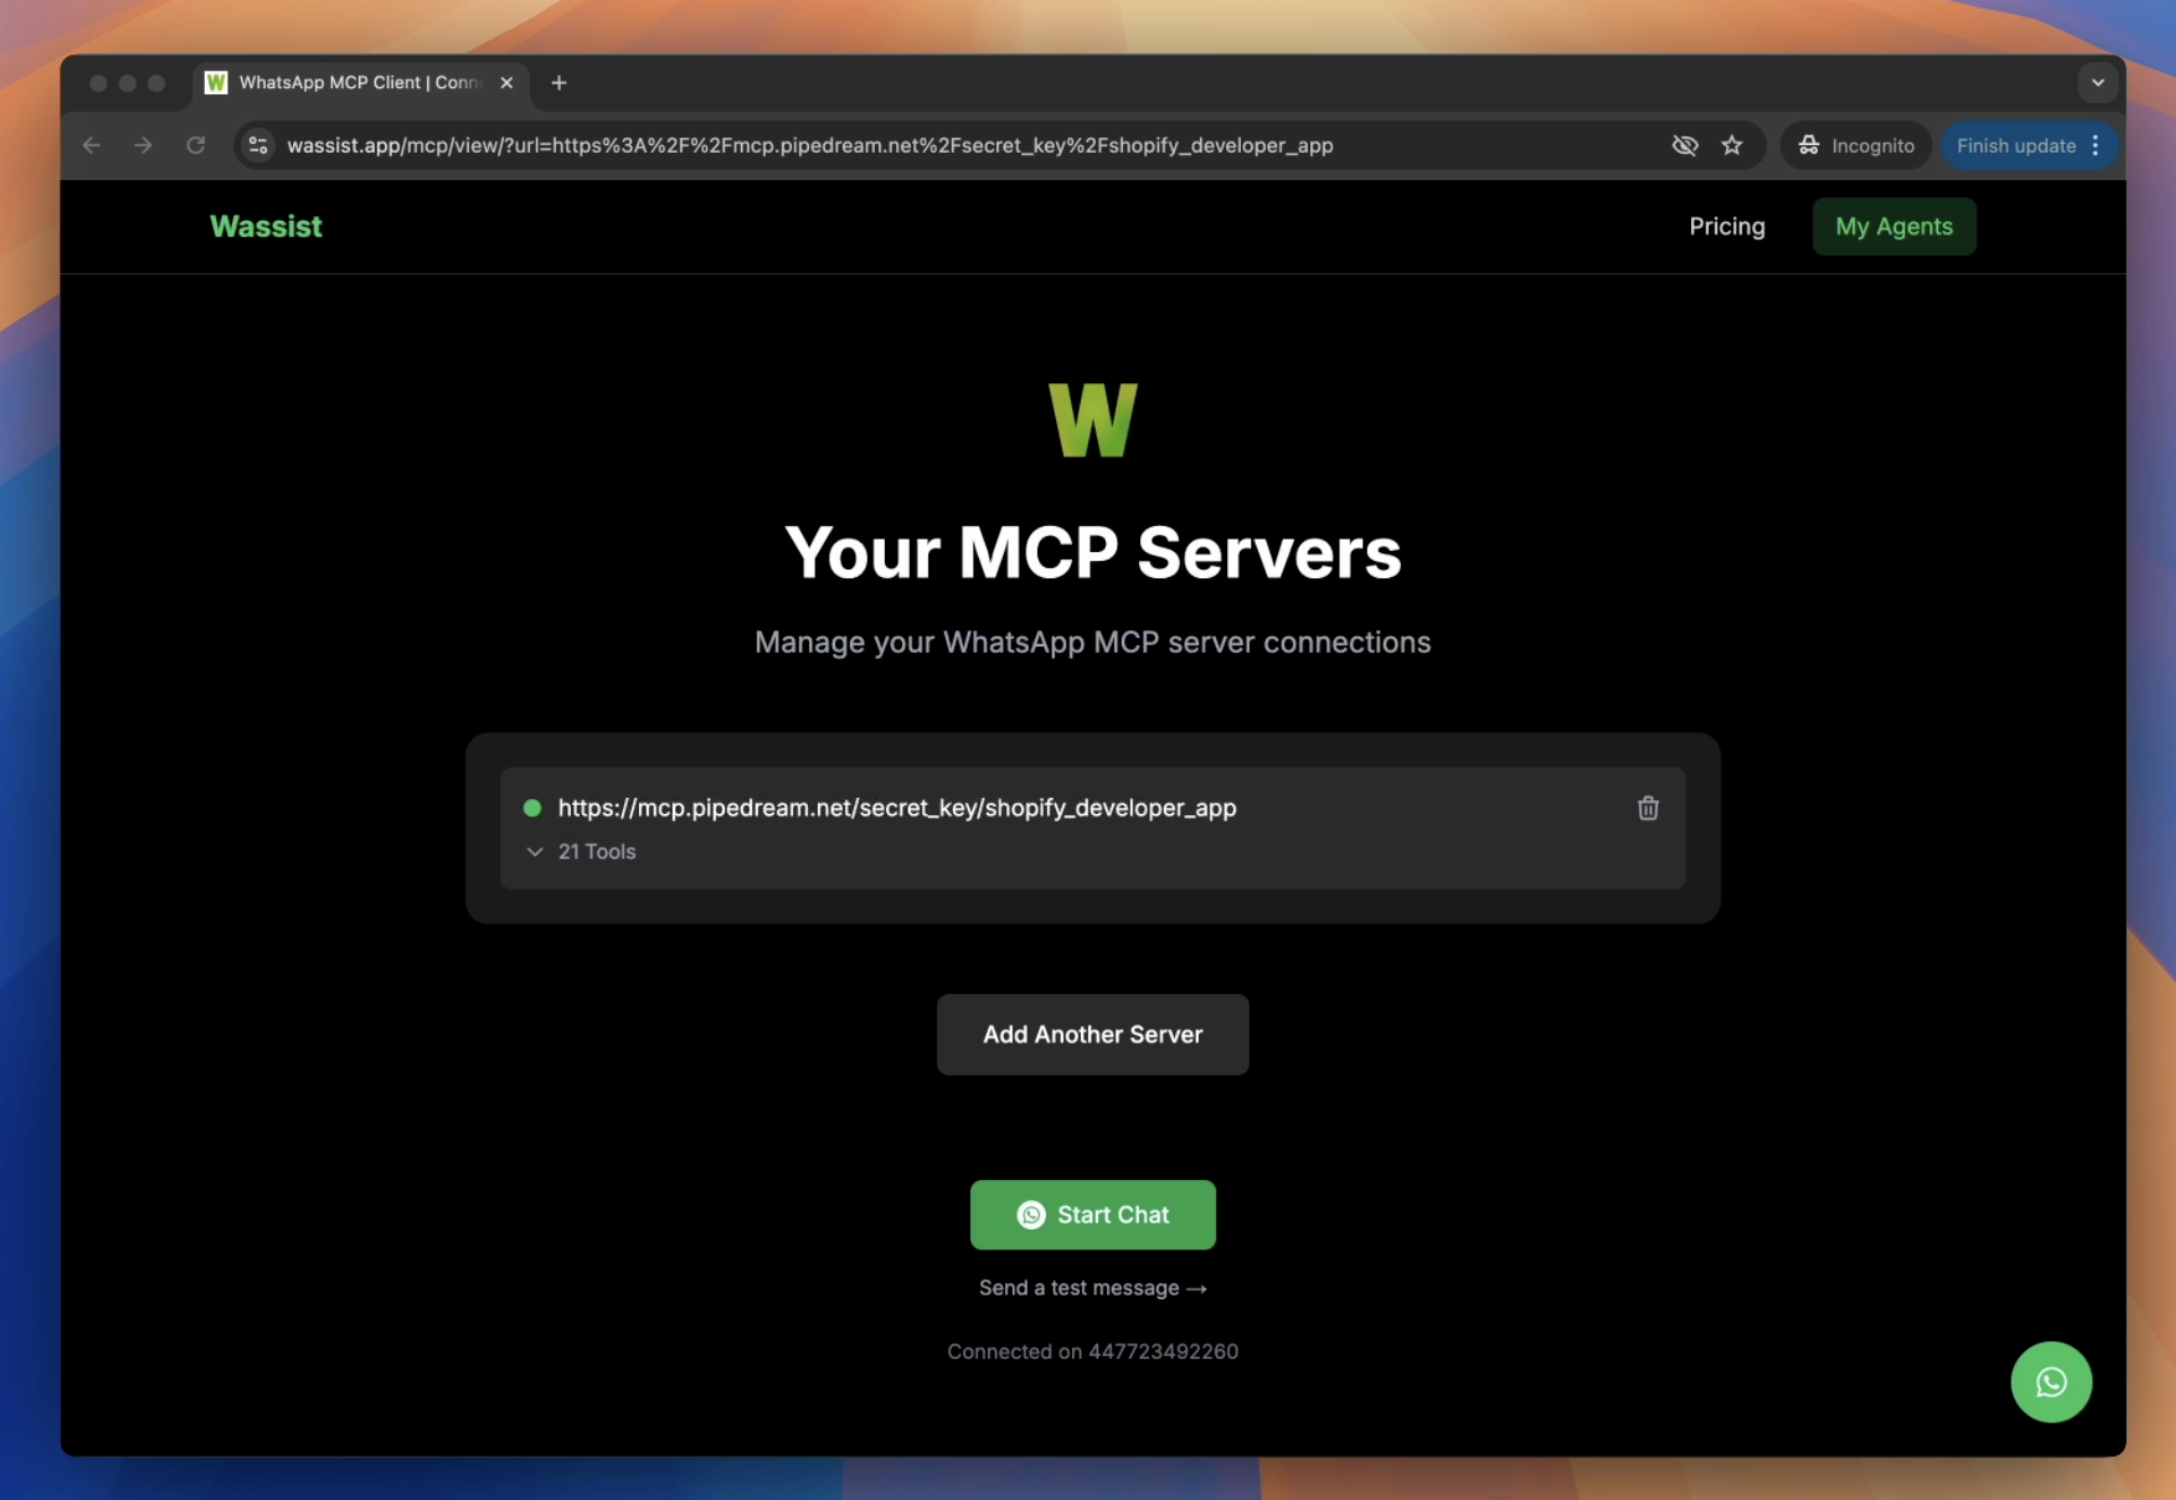 WhatsApp MCP Client | Conn
wassist.app/mcp/view/?url=https%3A%2F%2Fmcp.pipedream.net%2Fsecret_key%2Fshopify_developer_app
Incognito
Finish update
Wassist
Pricing
My Agents
W
Your MCP Servers
Manage your WhatsApp MCP server connections
https://mcp.pipedream.net/secret_key/shopify_developer_app
21 Tools
Add Another Server
Start Chat
Send a test message →
Connected on 447723492260